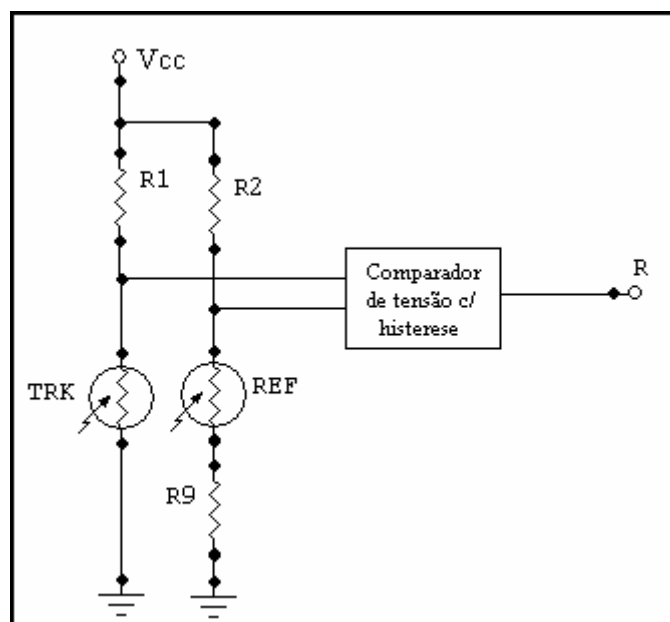 Vcc
R1
R2
Comparador
de tensão c/
histerese
R
TRK
REF
R9